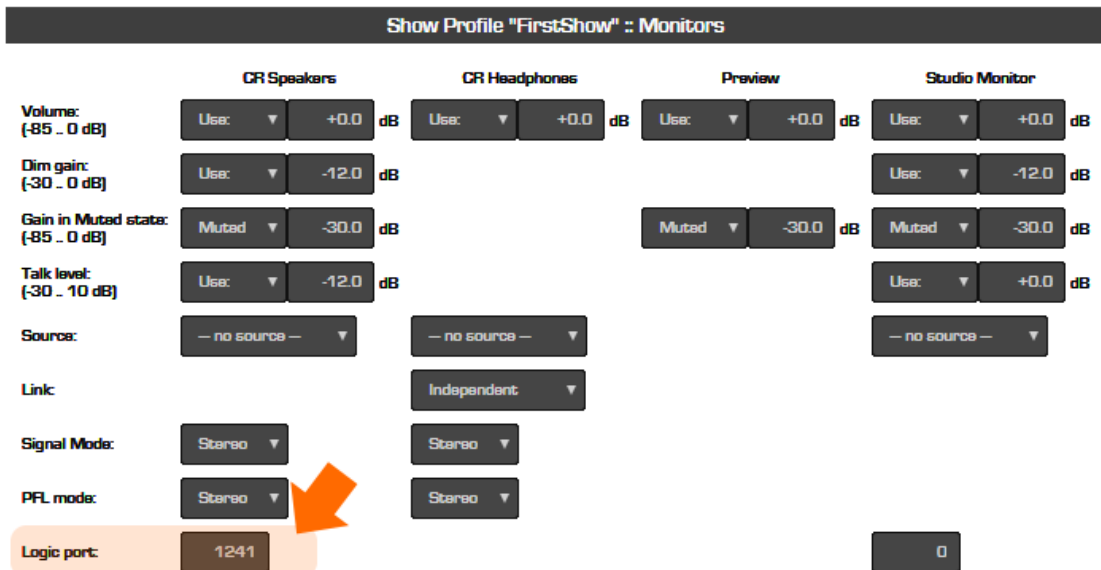 Show Profile "FirstShow" :: Monitors
CR Speakers CR Headphones Preview Studio Monitor
Volume: Use: +0.0 dB Use: +0.0 dB Use: +0.0 dB Use: +0.0 dB
(-85 .. 0 dB)
Dim gain: Use: -12.0 dB Use: -12.0 dB
(-30 .. 0 dB)
Gain in Muted state: Muted -30.0 dB Muted -30.0 dB Muted -30.0 dB
(-85 .. 0 dB)
Talk level: Use: -12.0 dB Use: +0.0 dB
(-30 .. 10 dB)
Source: — no source — — no source — — no source —
Link: Independent
Signal Mode: Stereo Stereo
PFL mode: Stereo Stereo
Logic port: 1241 0